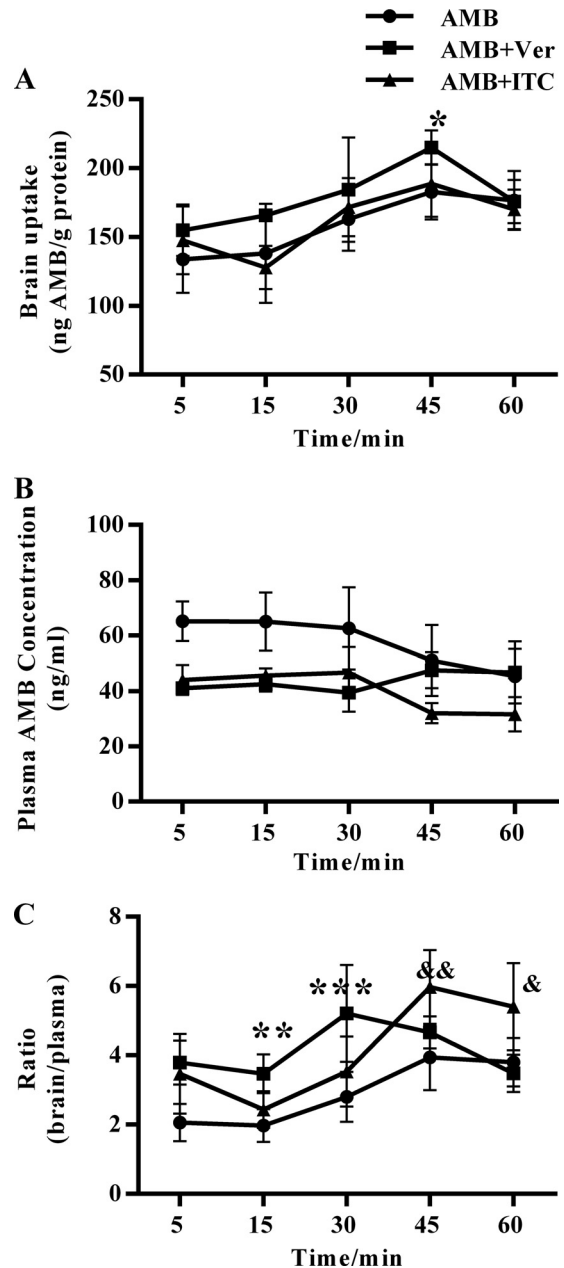 AMB
AMB+Ver
AMB+ITC
A
250
200
150
100
50
Brain uptake
(ng AMB/g protein)
*
5 15 30 45 60
Time/min
B
100
80
60
40
20
0
Plasma AMB Concentration
(ng/ml)
5 15 30 45 60
Time/min
C
8
6
4
2
0
Ratio
(brain/plasma)
**
***
&&
&
5 15 30 45 60
Time/min